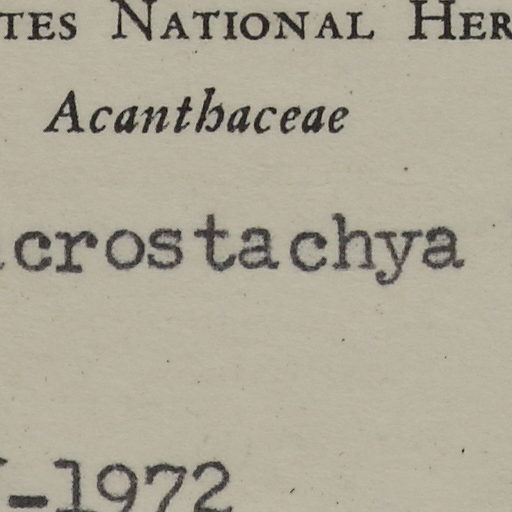 TES NATIONAL HER
Acanthaceae
crostachya
-1972